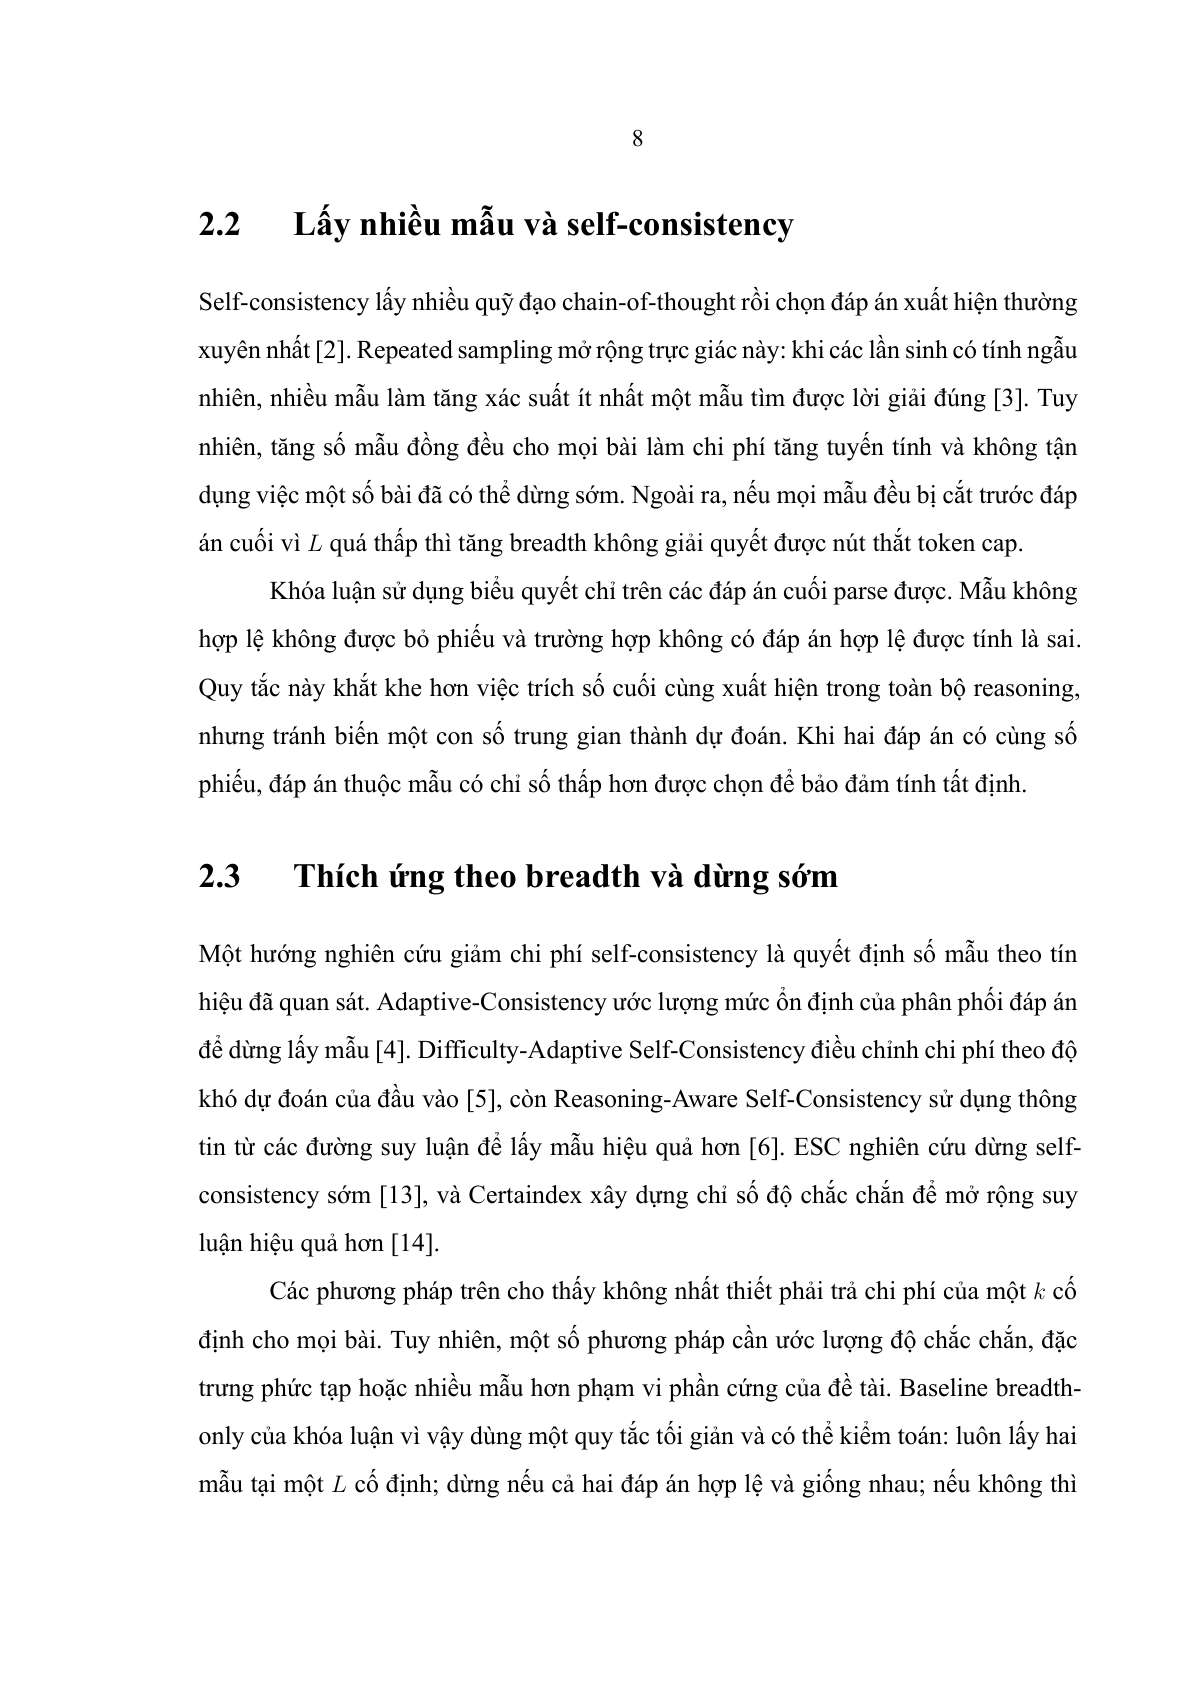 8
2.2 Lấy nhiều mẫu và self-consistency
Self-consistency lấy nhiều quỹ đạo chain-of-thought rồi chọn đáp án xuất hiện thường
xuyên nhất [2]. Repeated sampling mở rộng trực giác này: khi các lần sinh có tính ngẫu
nhiên, nhiều mẫu làm tăng xác suất ít nhất một mẫu tìm được lời giải đúng [3]. Tuy
nhiên, tăng số mẫu đồng đều cho mọi bài làm chi phí tăng tuyến tính và không tận
dụng việc một số bài đã có thể dừng sớm. Ngoài ra, nếu mọi mẫu đều bị cắt trước đáp
án cuối vì L quá thấp thì tăng breadth không giải quyết được nút thắt token cap.
Khóa luận sử dụng biểu quyết chỉ trên các đáp án cuối parse được. Mẫu không
hợp lệ không được bỏ phiếu và trường hợp không có đáp án hợp lệ được tính là sai.
Quy tắc này khắt khe hơn việc trích số cuối cùng xuất hiện trong toàn bộ reasoning,
nhưng tránh biến một con số trung gian thành dự đoán. Khi hai đáp án có cùng số
phiếu, đáp án thuộc mẫu có chỉ số thấp hơn được chọn để bảo đảm tính tất định.
2.3 Thích ứng theo breadth và dừng sớm
Một hướng nghiên cứu giảm chi phí self-consistency là quyết định số mẫu theo tín
hiệu đã quan sát. Adaptive-Consistency ước lượng mức ổn định của phân phối đáp án
để dừng lấy mẫu [4]. Difficulty-Adaptive Self-Consistency điều chỉnh chi phí theo độ
khó dự đoán của đầu vào [5], còn Reasoning-Aware Self-Consistency sử dụng thông
tin từ các đường suy luận để lấy mẫu hiệu quả hơn [6]. ESC nghiên cứu dừng self-
consistency sớm [13], và Certaindex xây dựng chỉ số độ chắc chắn để mở rộng suy
luận hiệu quả hơn [14].
Các phương pháp trên cho thấy không nhất thiết phải trả chi phí của một k cố
định cho mọi bài. Tuy nhiên, một số phương pháp cần ước lượng độ chắc chắn, đặc
trưng phức tạp hoặc nhiều mẫu hơn phạm vi phần cứng của đề tài. Baseline breadth-
only của khóa luận vì vậy dùng một quy tắc tối giản và có thể kiểm toán: luôn lấy hai
mẫu tại một L cố định; dừng nếu cả hai đáp án hợp lệ và giống nhau; nếu không thì